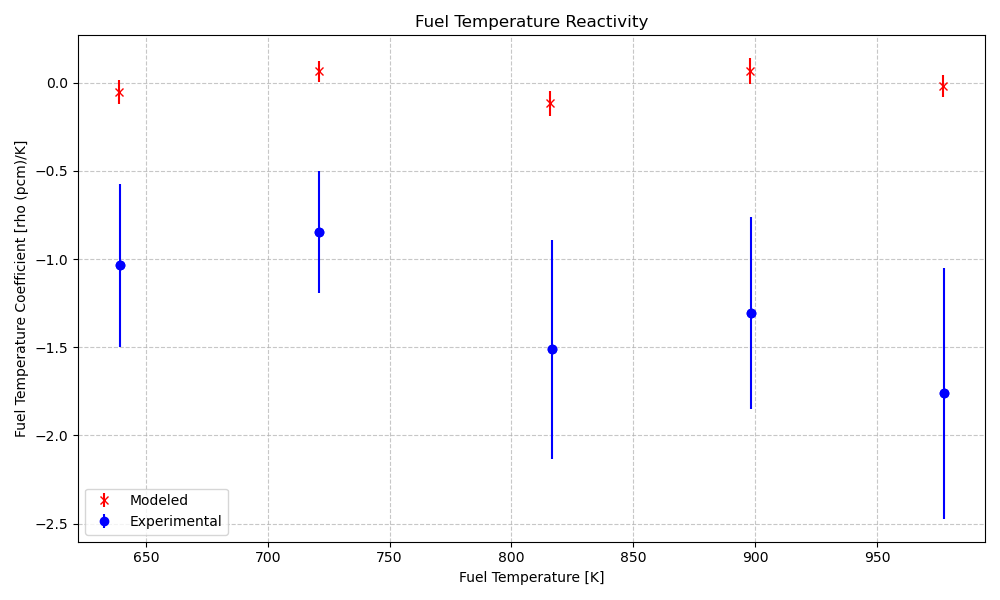 Fuel Temperature Reactivity
Fuel Temperature Coefficient [rho (pcm)/K]
0.0
−0.5
−1.0
−1.5
−2.0
−2.5
Modeled
Experimental
650
700
750
800
850
900
950
Fuel Temperature [K]